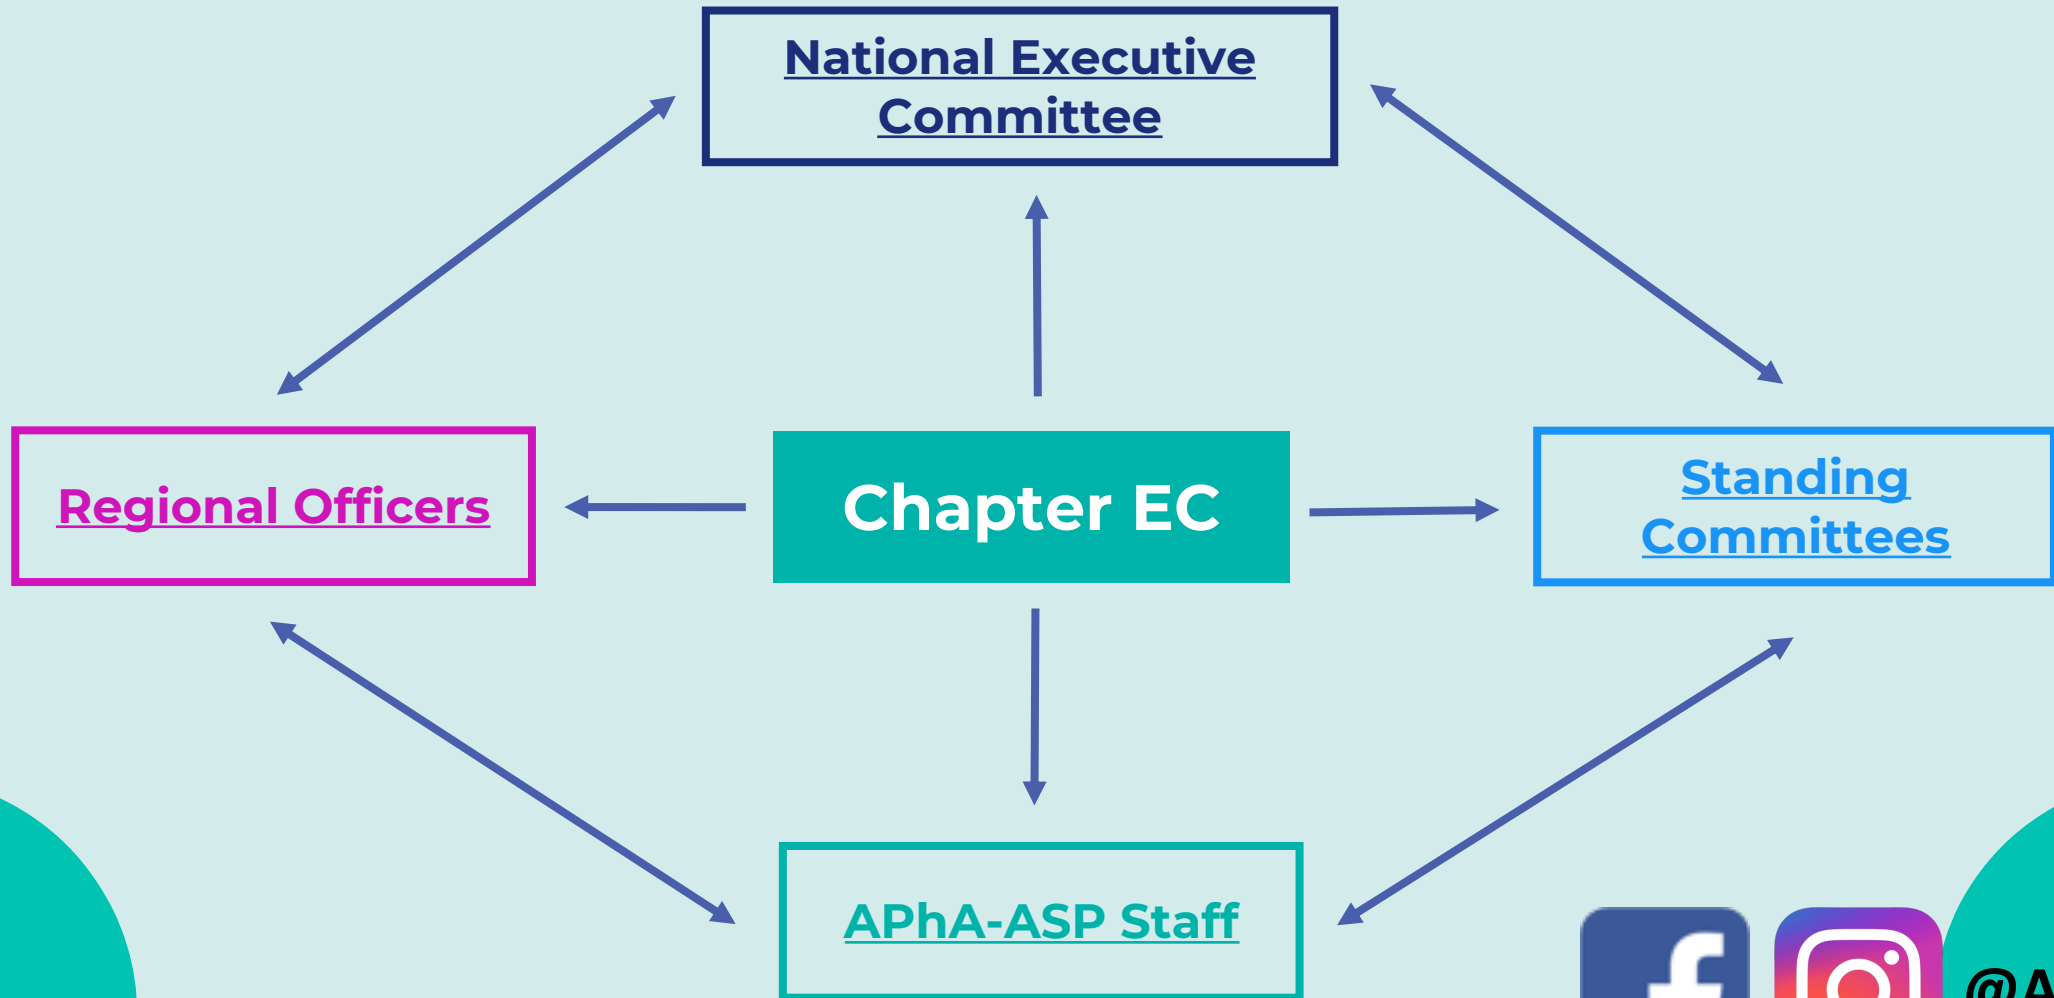 National Executive
Committee
Regional Officers
Chapter EC
Standing
Committees
APhA-ASP Staff
@A